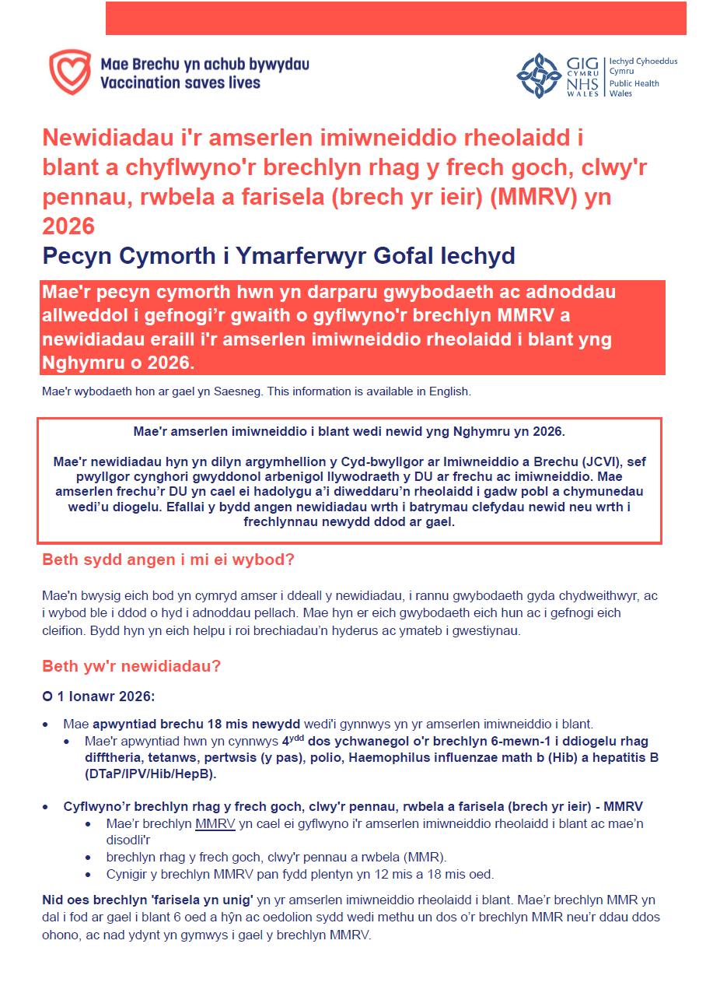 Mae Brechu yn achub bywydau
Vaccination saves lives
GIG
CYMRU
NHS
WALES
Iechyd Cyhoeddus
Cymru
Public Health
Wales
Newidiadau i'r amserlen imiwneiddio rheolaidd i
blant a chyflwyno'r brechlyn rhag y frech goch, clwy'r
pennau, rwbela a farisela (brech yr ieir) (MMRV) yn
2026
Pecyn Cymorth i Ymarferwyr Gofal Iechyd
Mae'r pecyn cymorth hwn yn darparu gwybodaeth ac adnoddau
allweddol i gefnogi’r gwaith o gyflwyno'r brechlyn MMRV a
newidiadau eraill i'r amserlen imiwneiddio rheolaidd i blant yng
Nghymru o 2026.
Mae'r wybodaeth hon ar gael yn Saesneg. This information is available in English.
Mae'r amserlen imiwneiddio i blant wedi newid yng Nghymru yn 2026.
Mae'r newidiadau hyn yn dilyn argymhellion y Cyd-bwyllgor ar Imiwneiddio a Brechu (JCVI), sef
pwyllgor cynghori gwyddonol arbenigol llywodraeth y DU ar frechu ac imiwneiddio. Mae
amserlen frechu’r DU yn cael ei hadolygu a’i diweddaru’n rheolaidd i gadw pobl a chymunedau
wedi’u diogelu. Efallai y bydd angen newidiadau wrth i batrymau clefydau newid neu wrth i
frechlynnau newydd ddod ar gael.
Beth sydd angen i mi ei wybod?
Mae'n bwysig eich bod yn cymryd amser i ddeall y newidiadau, i rannu gwybodaeth gyda chydweithwyr, ac
i wybod ble i ddod o hyd i adnoddau pellach. Mae hyn er eich gwybodaeth eich hun ac i gefnogi eich
cleifion. Bydd hyn yn eich helpu i roi brechiadau’n hyderus ac ymateb i gwestiynau.
Beth yw'r newidiadau?
O 1 Ionawr 2026:
• Mae apwyntiad brechu 18 mis newydd wedi'i gynnwys yn yr amserlen imiwneiddio i blant.
• Mae'r apwyntiad hwn yn cynnwys 4ydd dos ychwanegol o'r brechlyn 6-mewn-1 i ddiogelu rhag
difftheria, tetanws, pertwsis (y pas), polio, Haemophilus influenzae math b (Hib) a hepatitis B
(DTaP/IPV/Hib/HepB).
• Cyflwyno’r brechlyn rhag y frech goch, clwy'r pennau, rwbela a farisela (brech yr ieir) - MMRV
• Mae’r brechlyn MMRV yn cael ei gyflwyno i'r amserlen imiwneiddio rheolaidd i blant ac mae’n
disodli'r
• brechlyn rhag y frech goch, clwy'r pennau a rwbela (MMR).
• Cynigir y brechlyn MMRV pan fydd plentyn yn 12 mis a 18 mis oed.
Nid oes brechlyn 'farisela yn unig' yn yr amserlen imiwneiddio rheolaidd i blant. Mae’r brechlyn MMR yn
dal i fod ar gael i blant 6 oed a hŷn ac oedolion sydd wedi methu un dos o’r brechlyn MMR neu’r ddau ddos
ohono, ac nad ydynt yn gymwys i gael y brechlyn MMRV.